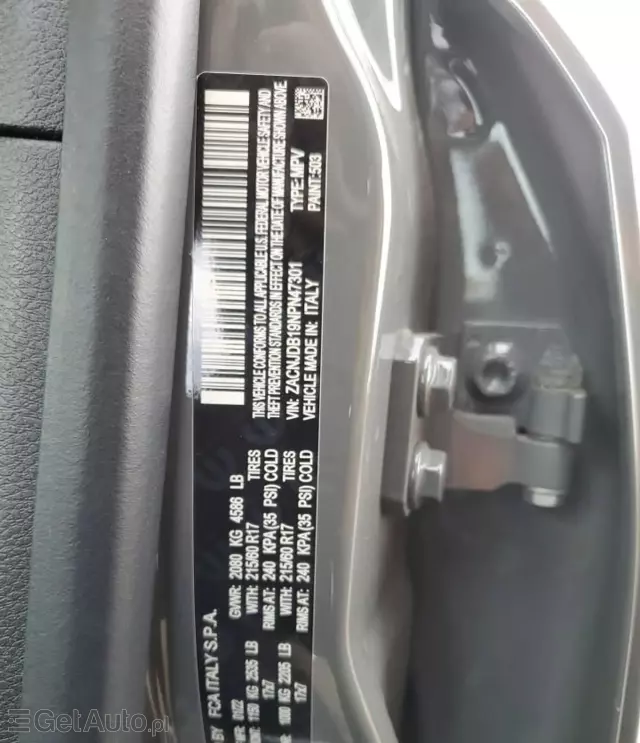 BY FCA ITALY S.P.A.
GVWR: 2080 KG 4586 LB
1150 KG 2535 LB WITH: 215/60 R17 TIRES
17x7 RIMS AT: 240 KPA(35 PSI) COLD
KG 2205 LB WITH: 215/60 R17 TIRES
17x7 RIMS AT: 240 KPA(35 PSI) COLD
THIS VEHICLE CONFORMS TO ALL APPLICABLE U.S. FEDERAL MOTOR VEHICLE SAFETY AND
THEFT PREVENTION STANDARDS IN EFFECT ON THE DATE OF MANUFACTURE SHOWN ABOVE.
VIN: ZACNJDB19NPN47301 TYPE:MPV
VEHICLE MADE IN: ITALY PAINT:503
GetAuto.pl